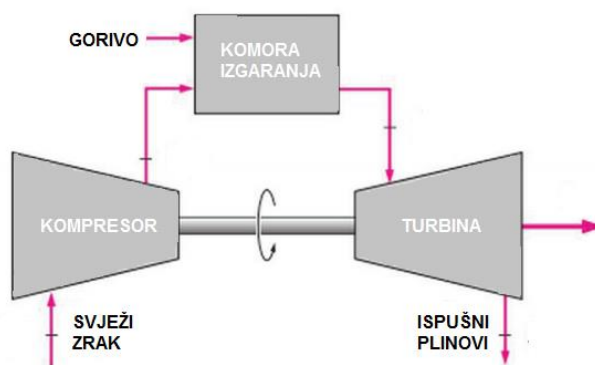 GORIVO
KOMORA
IZGARANJA
KOMPRESOR
TURBINA
SVJEŽI
ZRAK
ISPUŠNI
PLINOVI